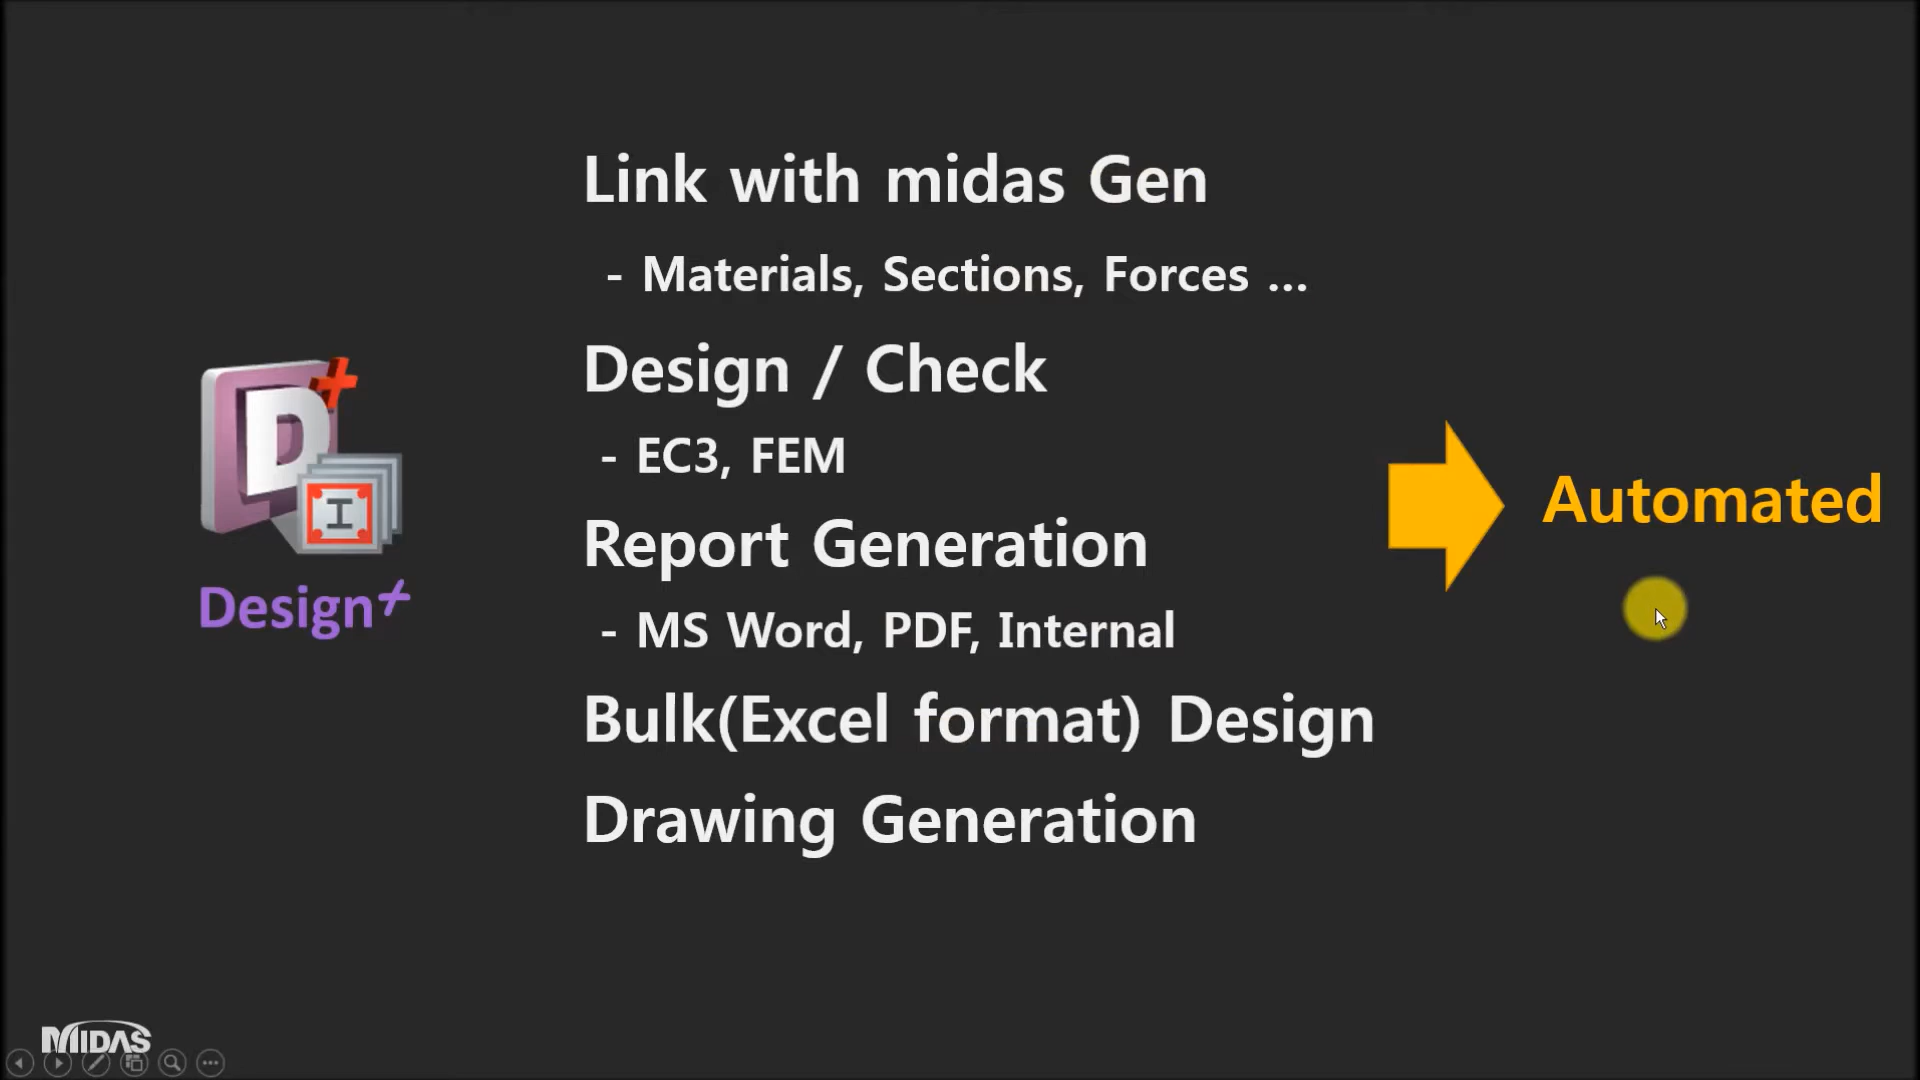 Link with midas Gen
- Materials, Sections, Forces ...
Design / Check
- EC3, FEM
Report Generation
- MS Word, PDF, Internal
Bulk(Excel format) Design
Drawing Generation
D+
I
Design+
Automated
MIDAS